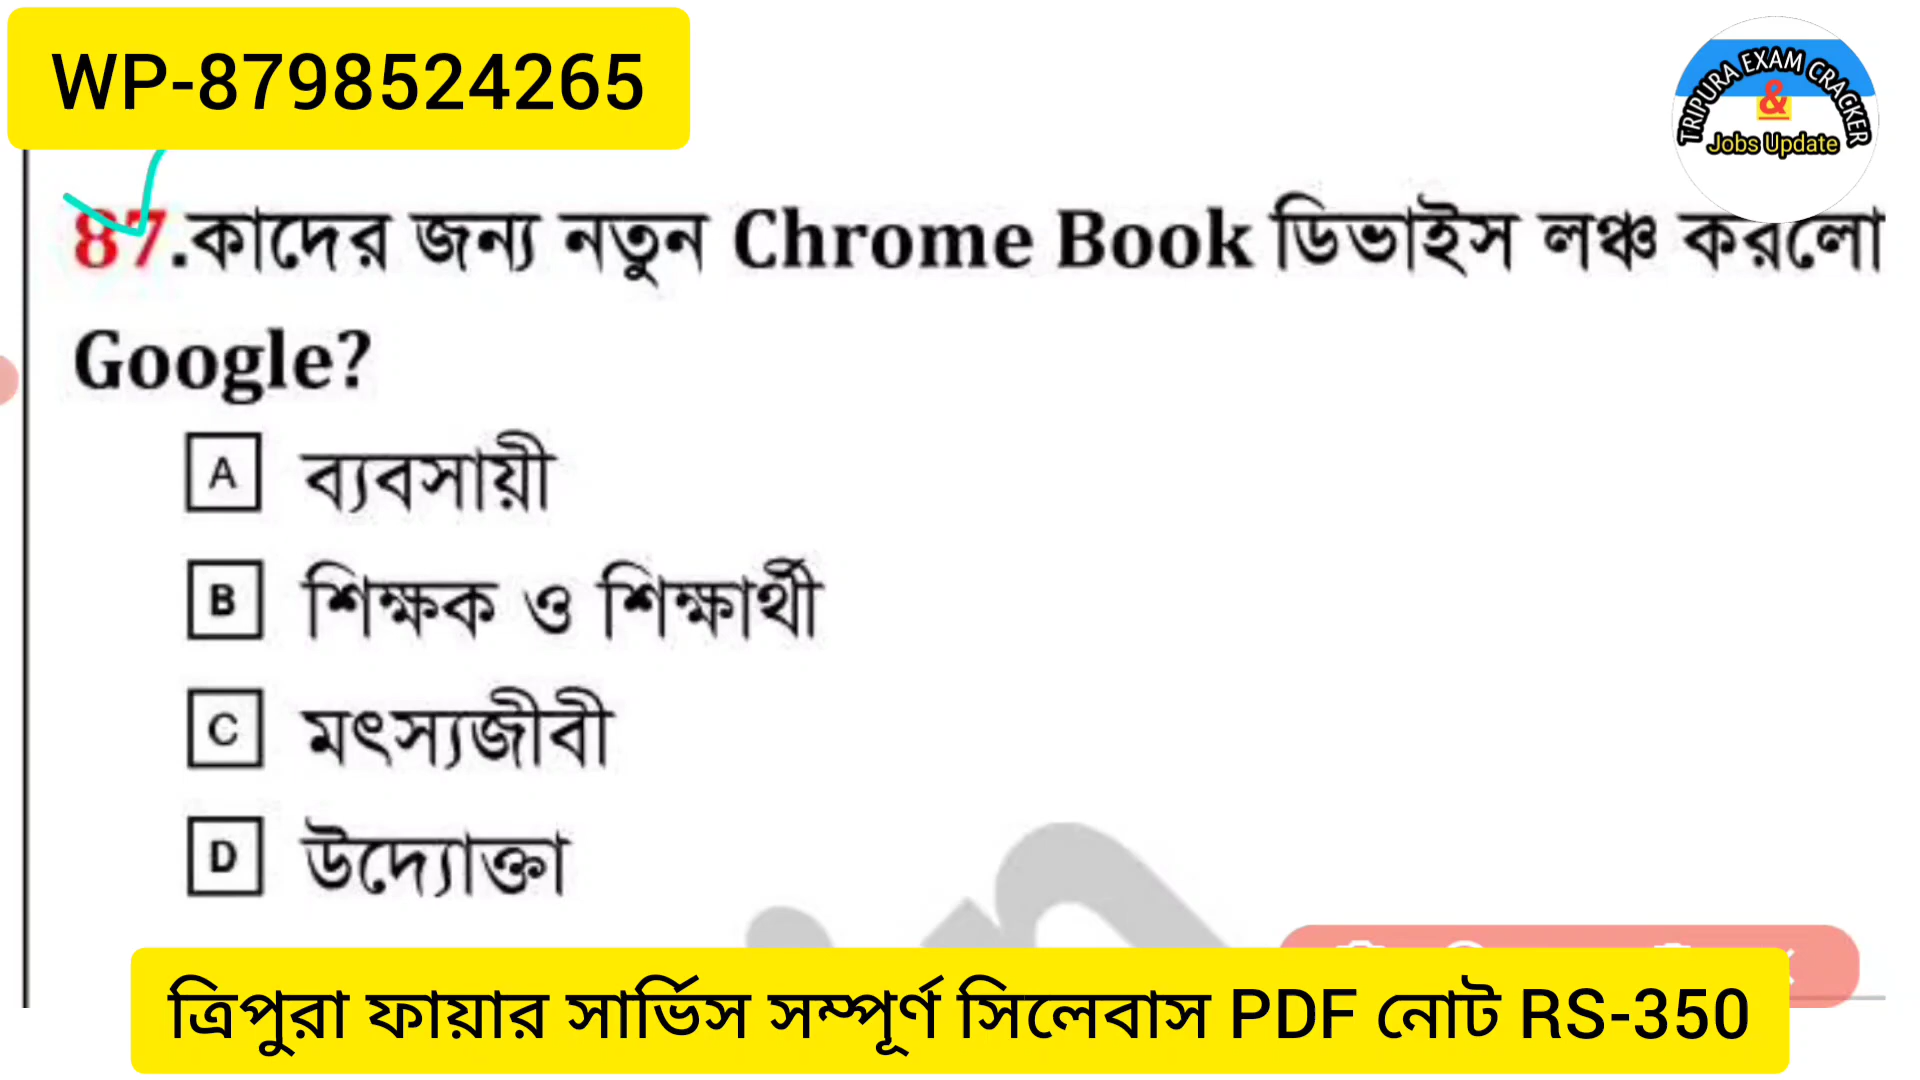 WP-8798524265
TRIPURA EXAM CRACKER
&
Jobs Update
87.কাদের জন্য নতুন Chrome Book ডিভাইস লঞ্চ করলো
Google?
A ব্যবসায়ী
B শিক্ষক ও শিক্ষার্থী
C মৎস্যজীবী
D উদ্যোক্তা
ত্রিপুরা ফায়ার সার্ভিস সম্পূর্ণ সিলেবাস PDF নোট RS-350